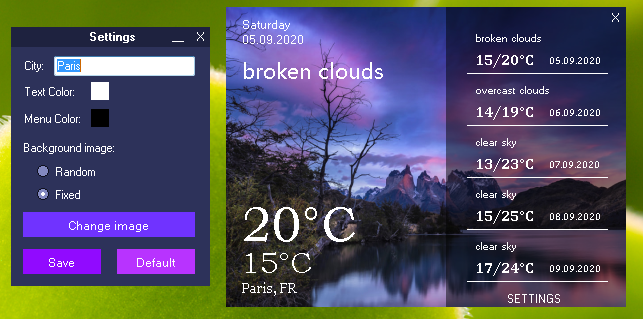 Settings
_ X
City: Paris
Text Color:
Menu Color:
Background image:
Random
Fixed
Change image
Save Default
X
Saturday
05.09.2020
broken clouds
20°C
15°C
Paris, FR
broken clouds
15/20°C 05.09.2020
overcast clouds
14/19°C 06.09.2020
clear sky
13/23°C 07.09.2020
clear sky
15/25°C 08.09.2020
clear sky
17/24°C 09.09.2020
SETTINGS